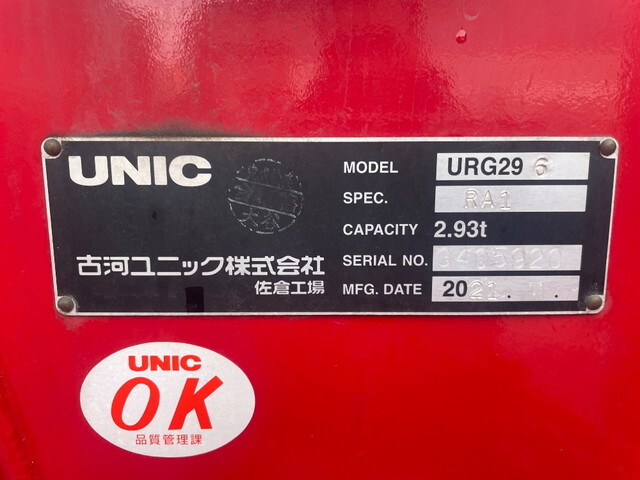 UNIC
MODEL URG29 6
SPEC. RA1
CAPACITY 2.93t
SERIAL NO.
MFG. DATE 2021.
古河ユニック株式会社
佐倉工場
UNIC
OK
品質管理課